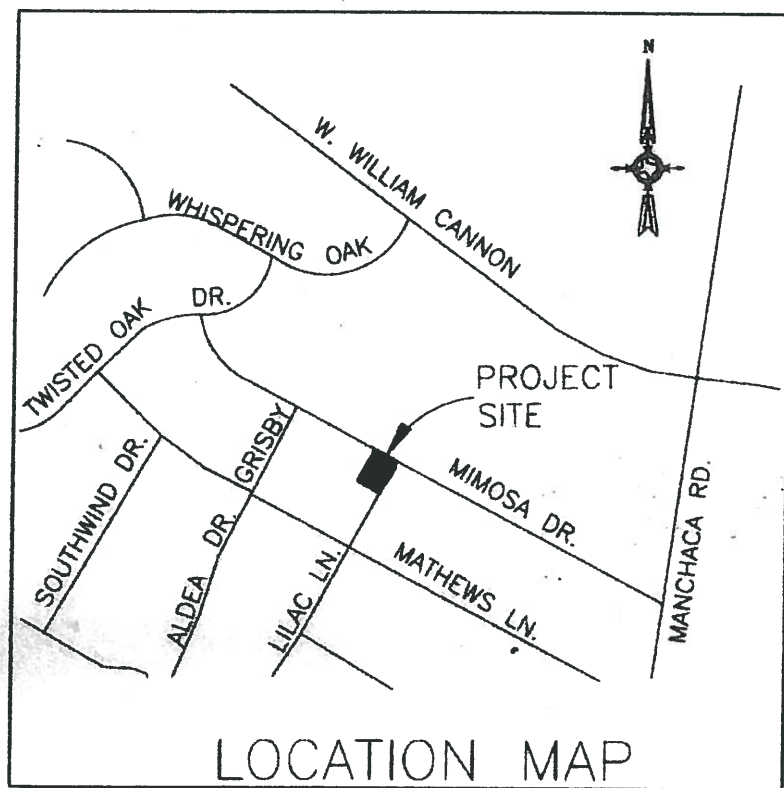 N
W. WILLIAM CANNON
WHISPERING OAK
TWISTED OAK DR.
PROJECT
SITE
SOUTHWIND DR.
ALDEA DR.
GRISBY
LILAC LN.
MIMOSA DR.
MATHEWS LN.
MANCHACA RD.
LOCATION MAP